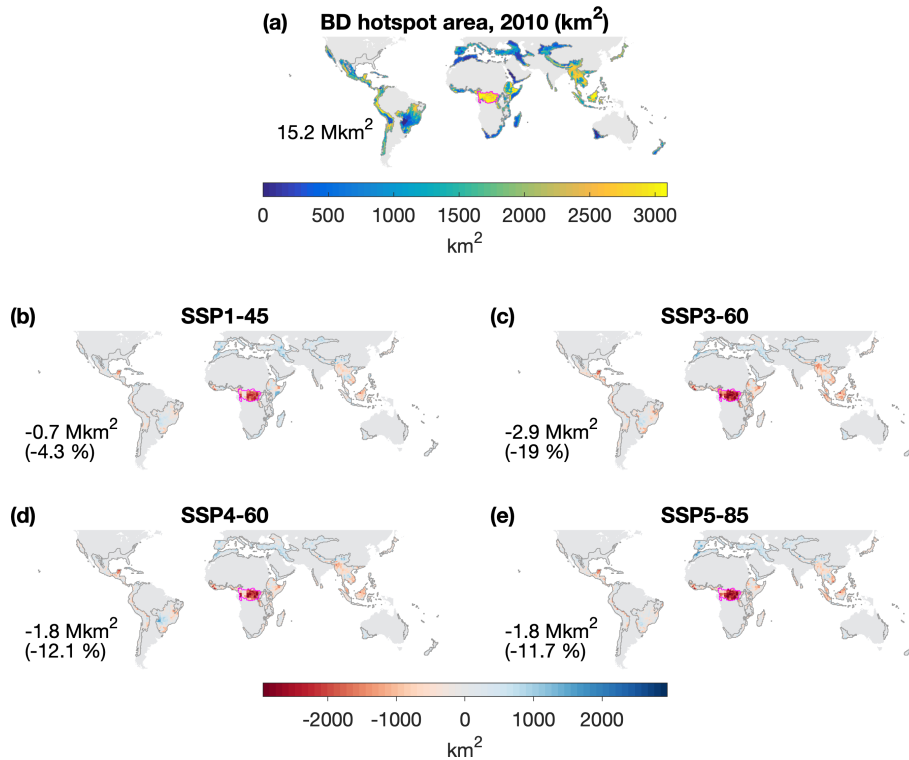 (a) BD hotspot area, 2010 (km²)
15.2 Mkm²
0 500 1000 1500 2000 2500 3000
km²
(b) SSP1-45
-0.7 Mkm²
(-4.3 %)
(c) SSP3-60
-2.9 Mkm²
(-19 %)
(d) SSP4-60
-1.8 Mkm²
(-12.1 %)
(e) SSP5-85
-1.8 Mkm²
(-11.7 %)
-2000 -1000 0 1000 2000
km²